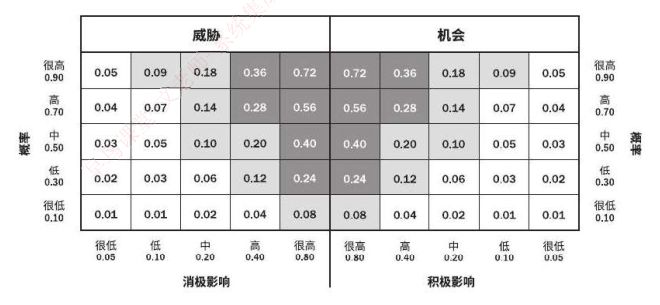 威胁 机会
很高 0.05 0.09 0.18 0.36 0.72 0.72 0.36 0.18 0.09 0.05 很高
0.90 0.90
高 0.04 0.07 0.14 0.28 0.56 0.56 0.28 0.14 0.07 0.04 高
0.70 0.70
概率 中 0.03 0.05 0.10 0.20 0.40 0.40 0.20 0.10 0.05 0.03 中 概率
0.50 0.50
低 0.02 0.03 0.06 0.12 0.24 0.24 0.12 0.06 0.03 0.02 低
0.30 0.30
很低 0.01 0.01 0.02 0.04 0.08 0.08 0.04 0.02 0.01 0.01 很低
0.10 0.10
很低 低 中 高 很高 很高 高 中 低 很低
0.05 0.10 0.20 0.40 0.80 0.80 0.40 0.20 0.10 0.05
消极影响 积极影响